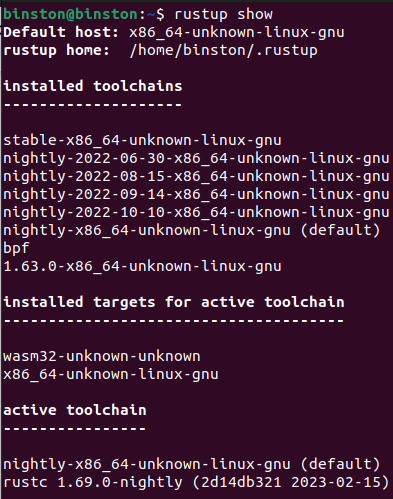 binston@binston:~$ rustup show
Default host: x86_64-unknown-linux-gnu
rustup home:  /home/binston/.rustup
installed toolchains
--------------------
stable-x86_64-unknown-linux-gnu
nightly-2022-06-30-x86_64-unknown-linux-gnu
nightly-2022-08-15-x86_64-unknown-linux-gnu
nightly-2022-09-14-x86_64-unknown-linux-gnu
nightly-2022-10-10-x86_64-unknown-linux-gnu
nightly-x86_64-unknown-linux-gnu (default)
bpf
1.63.0-x86_64-unknown-linux-gnu
installed targets for active toolchain
--------------------------------------
wasm32-unknown-unknown
x86_64-unknown-linux-gnu
active toolchain
----------------
nightly-x86_64-unknown-linux-gnu (default)
rustc 1.69.0-nightly (2d14db321 2023-02-15)